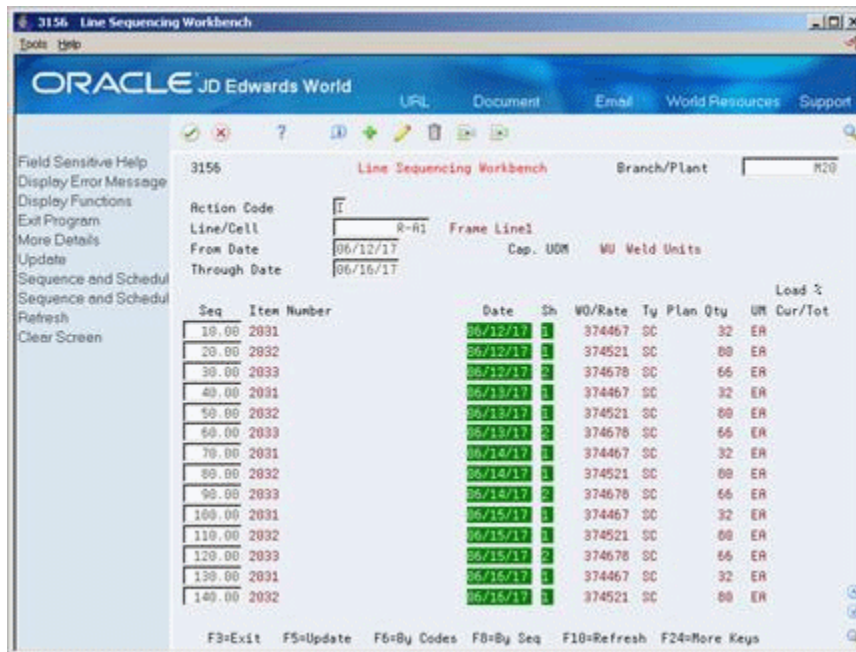 3156 Line Sequencing Workbench
Tools Help
ORACLE JD Edwards World
URL Document Email World Resources Support
Field Sensitive Help
Display Error Message
Display Functions
Exit Program
More Details
Update
Sequence and Schedul
Sequence and Schedul
Refresh
Clear Screen
3156 Line Sequencing Workbench Branch/Plant M20
Action Code I
Line/Cell R-A1 Frame Line1
From Date 06/12/17 Cap. UOM WU Weld Units
Through Date 06/16/17
Load %
Seq Item Number Date Sh WO/Rate Ty Plan Qty UM Cur/Tot
10.00 2031 06/12/17 1 374467 SC 32 EA
20.00 2032 06/12/17 1 374521 SC 80 EA
30.00 2033 06/12/17 2 374678 SC 66 EA
40.00 2031 06/13/17 1 374467 SC 32 EA
50.00 2032 06/13/17 1 374521 SC 80 EA
60.00 2033 06/13/17 2 374678 SC 66 EA
70.00 2031 06/14/17 1 374467 SC 32 EA
80.00 2032 06/14/17 1 374521 SC 80 EA
90.00 2033 06/14/17 2 374678 SC 66 EA
100.00 2031 06/15/17 1 374467 SC 32 EA
110.00 2032 06/15/17 1 374521 SC 80 EA
120.00 2033 06/15/17 2 374678 SC 66 EA
130.00 2031 06/16/17 1 374467 SC 32 EA
140.00 2032 06/16/17 1 374521 SC 80 EA
F3=Exit F5=Update F6=By Codes F8=By Seq F10=Refresh F24=More Keys